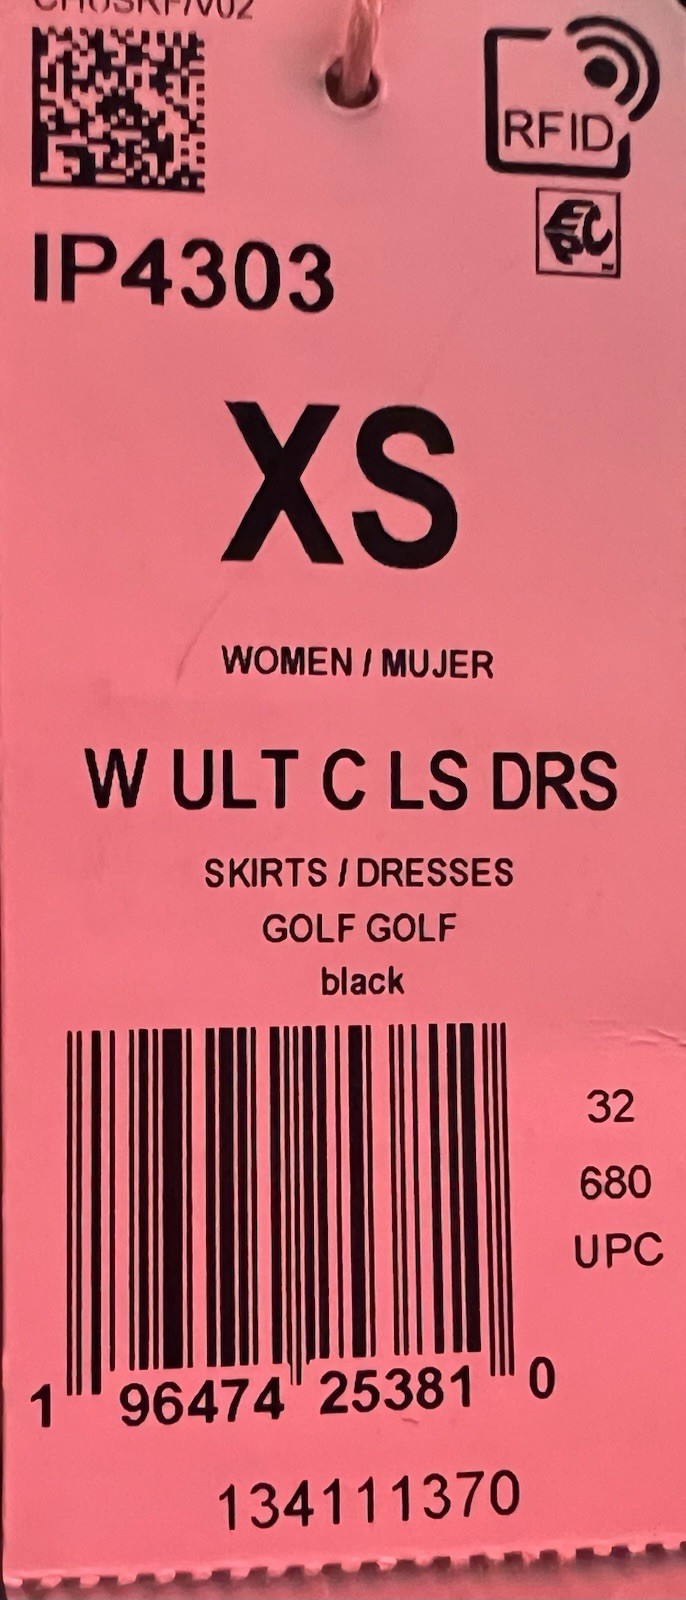 RFID
IP4303
XS
WOMEN / MUJER
W ULT C LS DRS
SKIRTS / DRESSES
GOLF GOLF
black
32
680
UPC
1 96474 25381 0
134111370